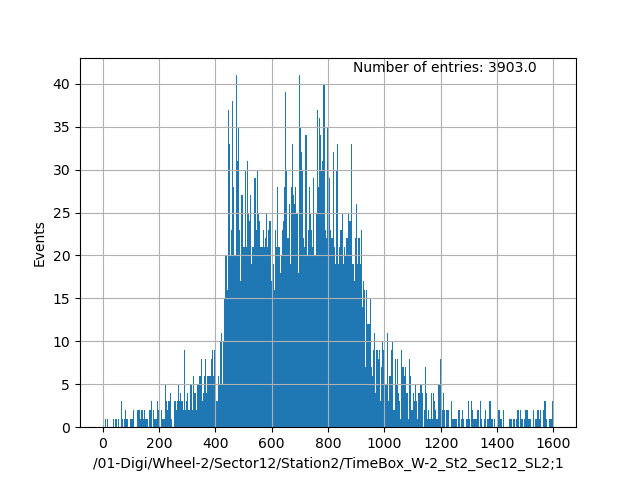 Number of entries: 3903.0
40
35
30
25
20
15
10
5
0
Events
0 200 400 600 800 1000 1200 1400 1600
/01-Digi/Wheel-2/Sector12/Station2/TimeBox_W-2_St2_Sec12_SL2;1